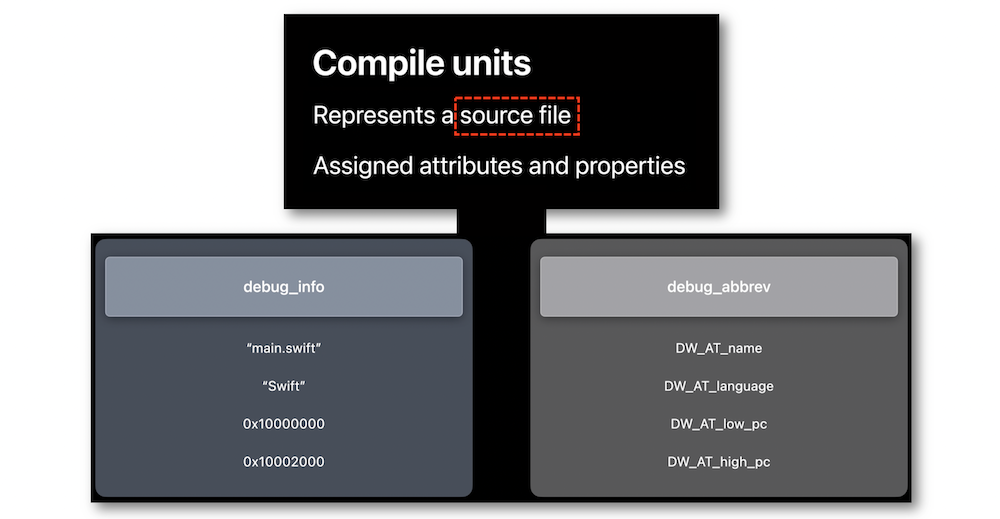 Compile units
Represents a source file
Assigned attributes and properties
debug_info
“main.swift”
“Swift”
0x10000000
0x10002000
debug_abbrev
DW_AT_name
DW_AT_language
DW_AT_low_pc
DW_AT_high_pc